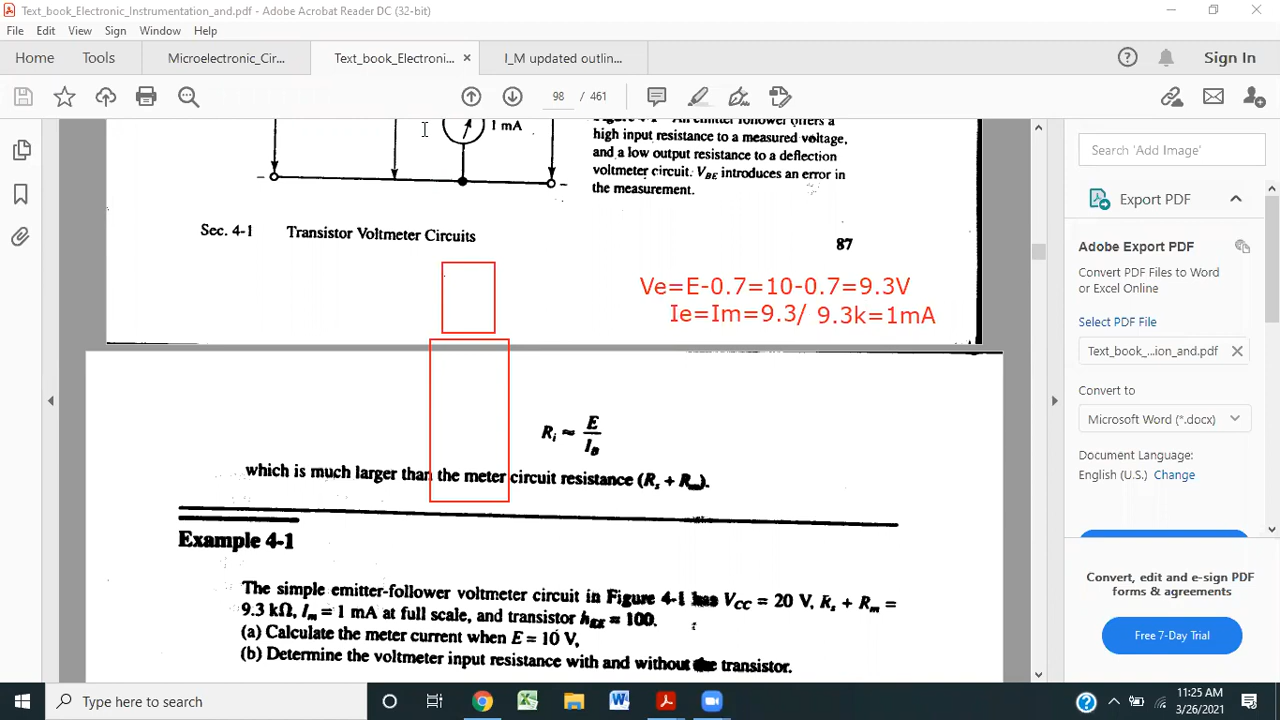 Text_book_Electronic_Instrumentation_and.pdf - Adobe Acrobat Reader DC (32-bit)
File Edit View Sign Window Help
Home Tools Microelectronic_Cir... Text_book_Electroni... × I_M updated outlin... Sign In
98 / 461
1 mA
Figure 4-1 An emitter follower offers a
high input resistance to a measured voltage,
and a low output resistance to a deflection
voltmeter circuit. V_BE introduces an error in
the measurement.
Sec. 4-1 Transistor Voltmeter Circuits
87
Ve=E-0.7=10-0.7=9.3V
Ie=Im=9.3/ 9.3k=1mA
R_i ≈ E / I_B
which is much larger than the meter circuit resistance (R_s + R_m).
Example 4-1
The simple emitter-follower voltmeter circuit in Figure 4-1 has V_CC = 20 V, R_s + R_m =
9.3 kΩ, I_m = 1 mA at full scale, and transistor h_FE = 100.
(a) Calculate the meter current when E = 10 V,
(b) Determine the voltmeter input resistance with and without the transistor.
Search 'Add Image'
Export PDF
Adobe Export PDF
Convert PDF Files to Word
or Excel Online
Select PDF File
Text_book_...ion_and.pdf ×
Convert to
Microsoft Word (*.docx)
Document Language:
English (U.S.) Change
Convert, edit and e-sign PDF
forms & agreements
Free 7-Day Trial
Type here to search
11:25 AM
3/26/2021